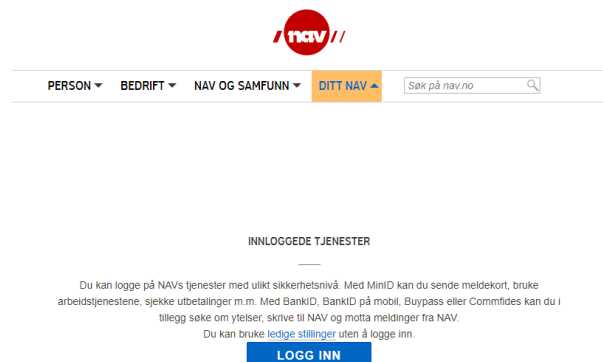 nav
PERSON BEDRIFT NAV OG SAMFUNN DITT NAV Søk på nav.no
INNLOGGEDE TJENESTER
Du kan logge på NAVs tjenester med ulikt sikkerhetsnivå. Med MinID kan du sende meldekort, bruke
arbeidstjenestene, sjekke utbetalinger m.m. Med BankID, BankID på mobil, Buypass eller Commfides kan du i
tillegg søke om ytelser, skrive til NAV og motta meldinger fra NAV.
Du kan bruke ledige stillinger uten å logge inn.
LOGG INN